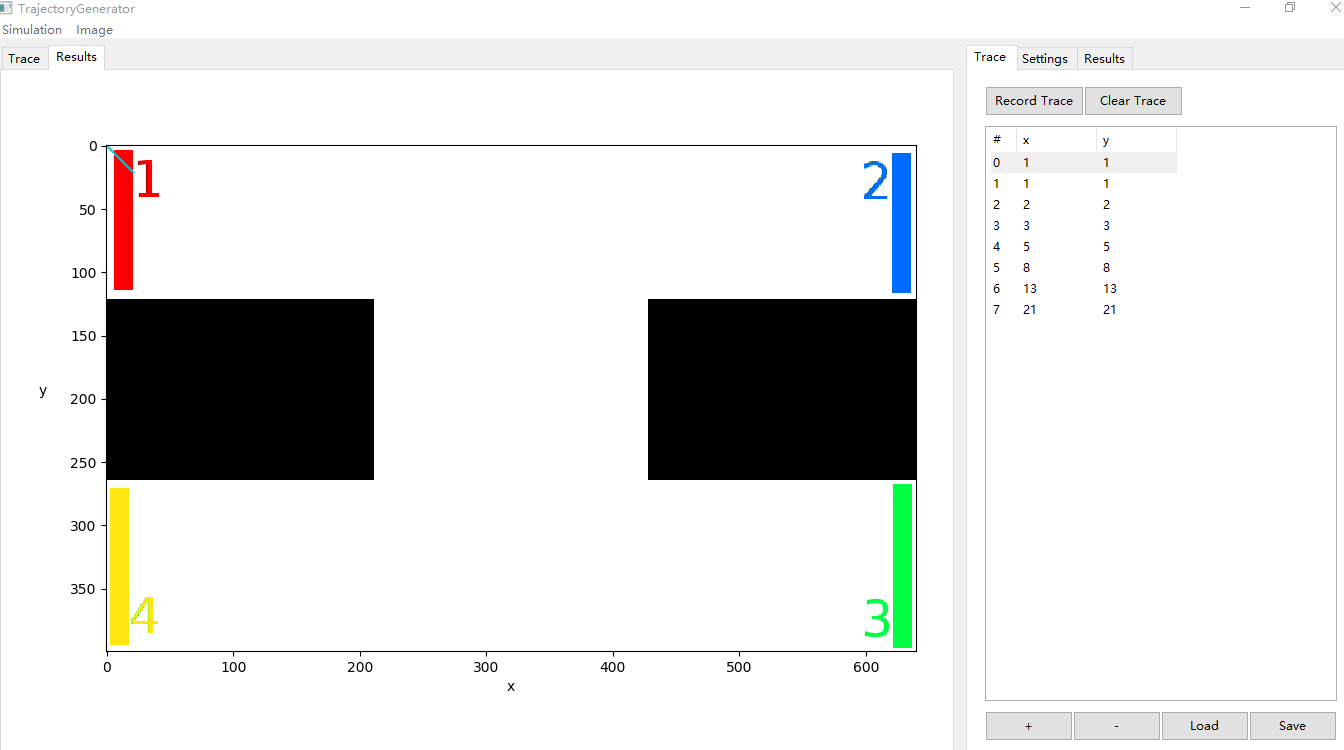 TrajectoryGenerator
Simulation Image
Trace Results
0
50
100
150
200
250
300
350
y
0 100 200 300 400 500 600
x
1
2
4
3
Trace Settings Results
Record Trace Clear Trace
# x y
0 1 1
1 1 1
2 2 2
3 3 3
4 5 5
5 8 8
6 13 13
7 21 21
+ - Load Save